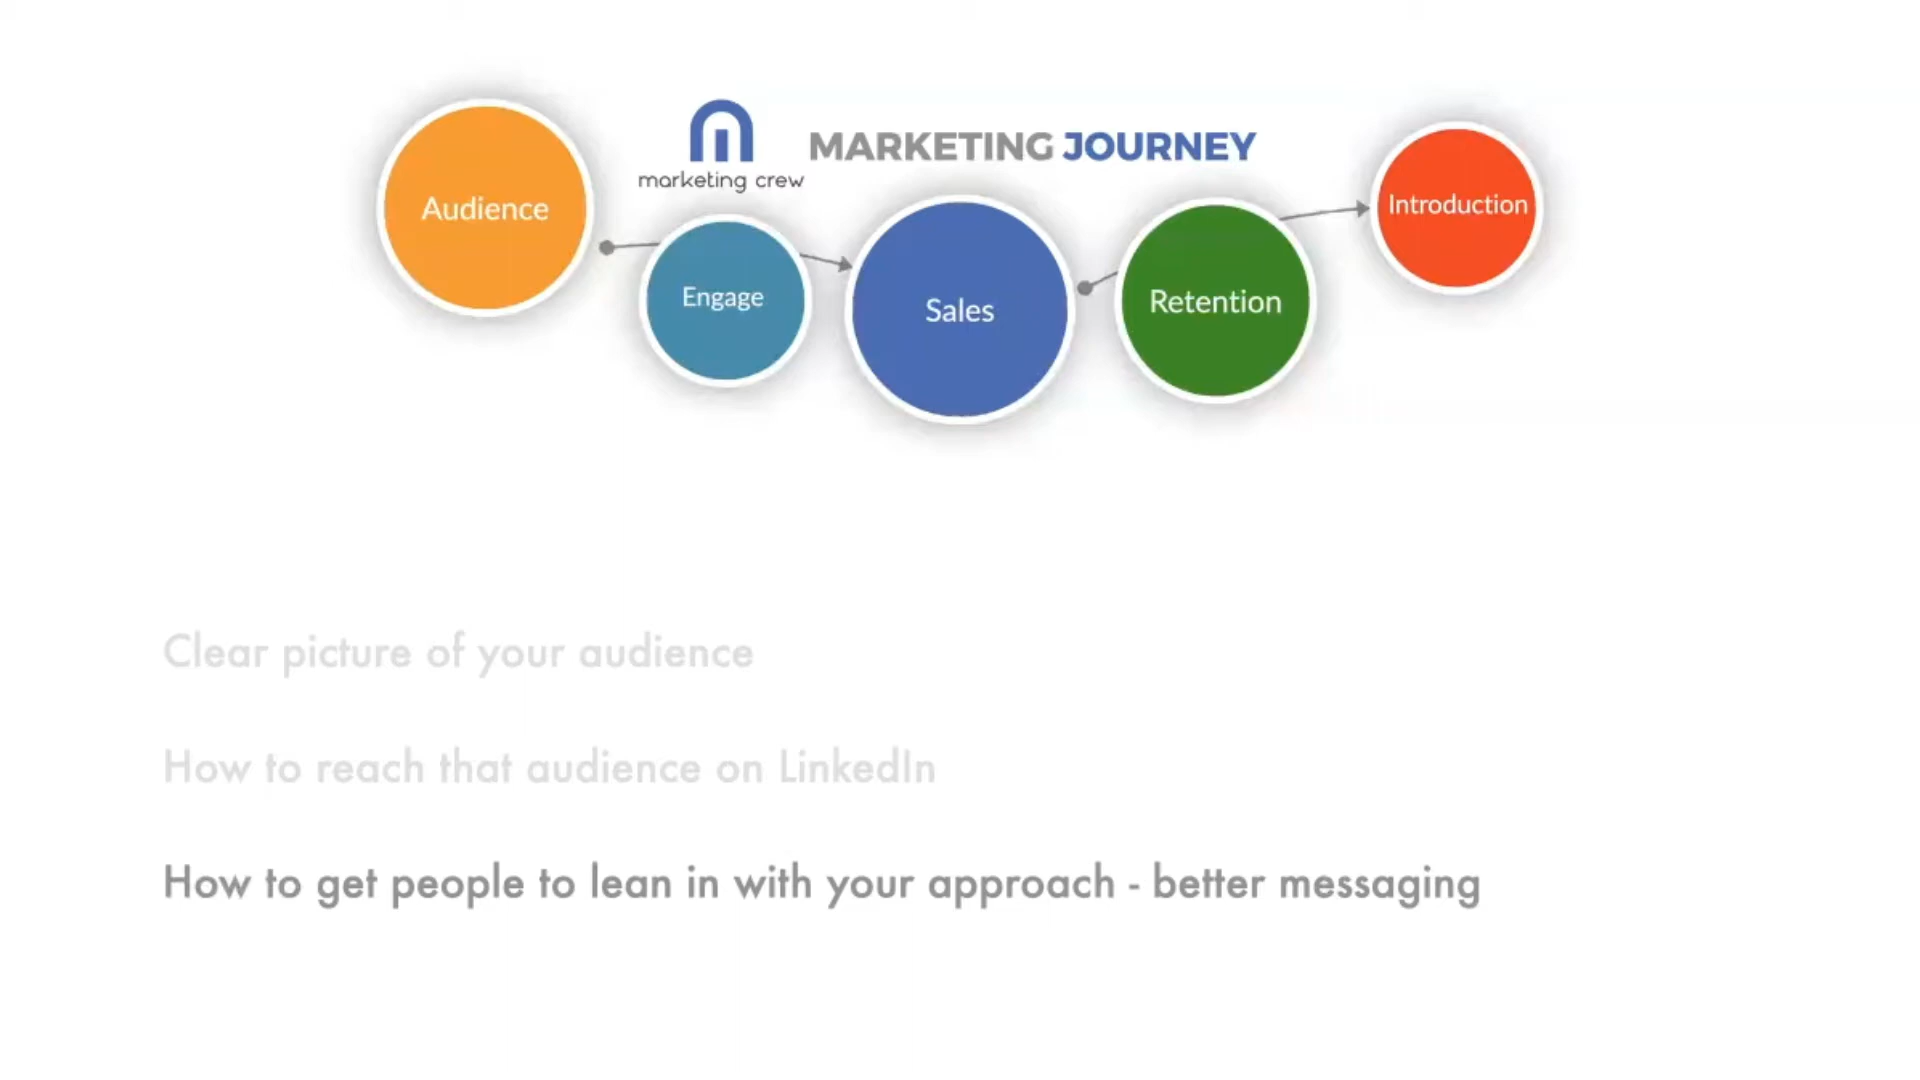 marketing crew
MARKETING JOURNEY
Audience
Engage
Sales
Retention
Introduction
Clear picture of your audience
How to reach that audience on LinkedIn
How to get people to lean in with your approach - better messaging